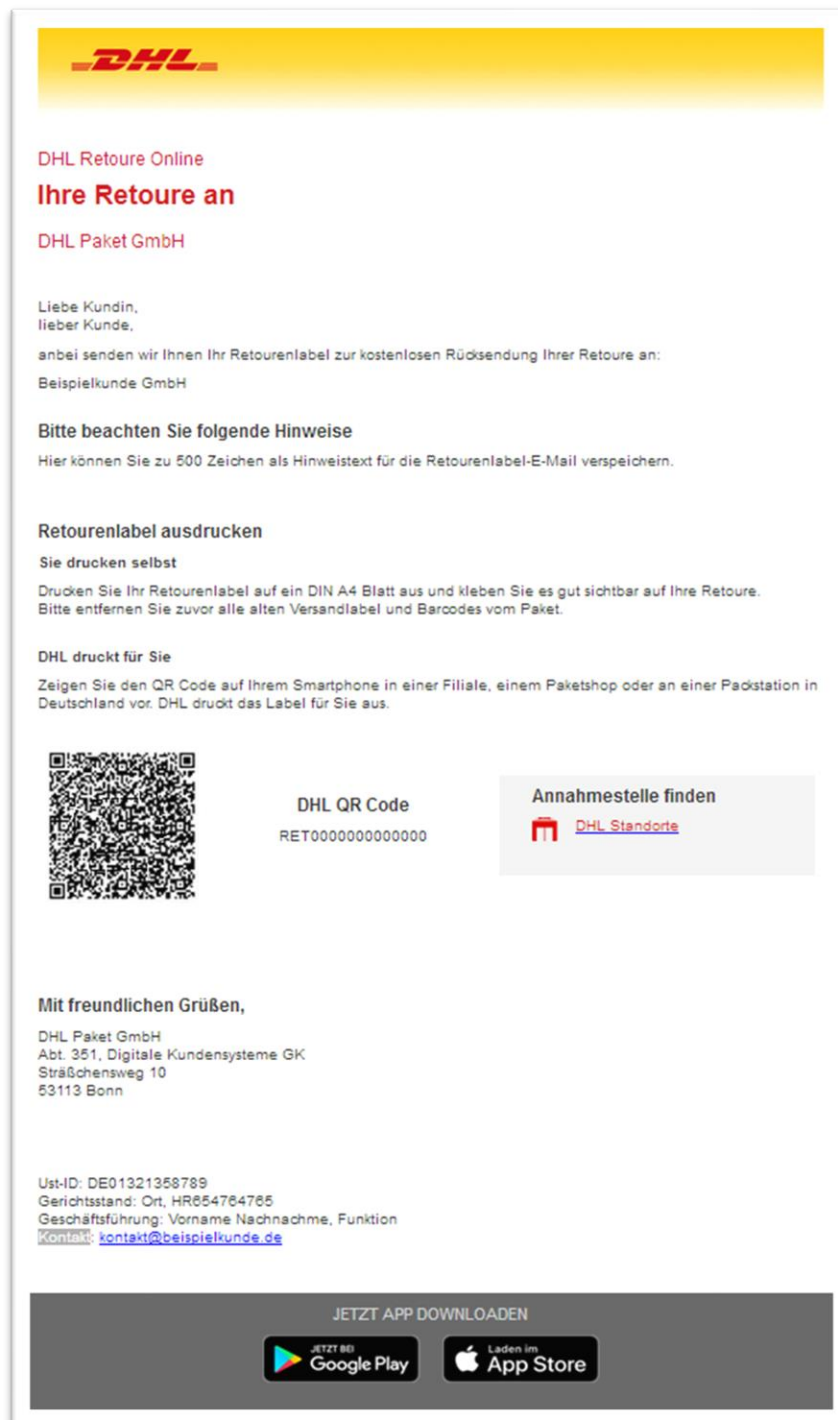 DHL
DHL Retoure Online
Ihre Retoure an
DHL Paket GmbH
Liebe Kundin,
lieber Kunde,
anbei senden wir Ihnen Ihr Retourenlabel zur kostenlosen Rücksendung Ihrer Retoure an:
Beispielkunde GmbH
Bitte beachten Sie folgende Hinweise
Hier können Sie zu 500 Zeichen als Hinweistext für die Retourenlabel-E-Mail verspeichern.
Retourenlabel ausdrucken
Sie drucken selbst
Drucken Sie Ihr Retourenlabel auf ein DIN A4 Blatt aus und kleben Sie es gut sichtbar auf Ihre Retoure.
Bitte entfernen Sie zuvor alle alten Versandlabel und Barcodes vom Paket.
DHL druckt für Sie
Zeigen Sie den QR Code auf Ihrem Smartphone in einer Filiale, einem Paketshop oder an einer Packstation in
Deutschland vor. DHL druckt das Label für Sie aus.
DHL QR Code
RET0000000000000
Annahmestelle finden
DHL Standorte
Mit freundlichen Grüßen,
DHL Paket GmbH
Abt. 351, Digitale Kundensysteme GK
Sträßchensweg 10
53113 Bonn
Ust-ID: DE01321358789
Gerichtsstand: Ort, HR654764765
Geschäftsführung: Vorname Nachnachme, Funktion
Kontakt: kontakt@beispielkunde.de
JETZT APP DOWNLOADEN
JETZT BEI
Google Play
Laden im
App Store